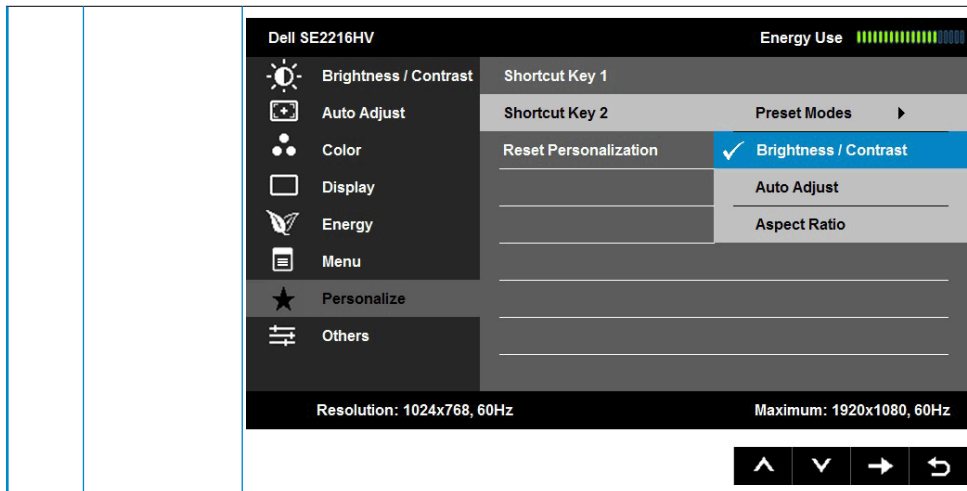 Dell SE2216HV Energy Use
Brightness / Contrast Shortcut Key 1
Auto Adjust Shortcut Key 2 Preset Modes
Color Reset Personalization Brightness / Contrast
Display Auto Adjust
Energy Aspect Ratio
Menu
Personalize
Others
Resolution: 1024x768, 60Hz Maximum: 1920x1080, 60Hz